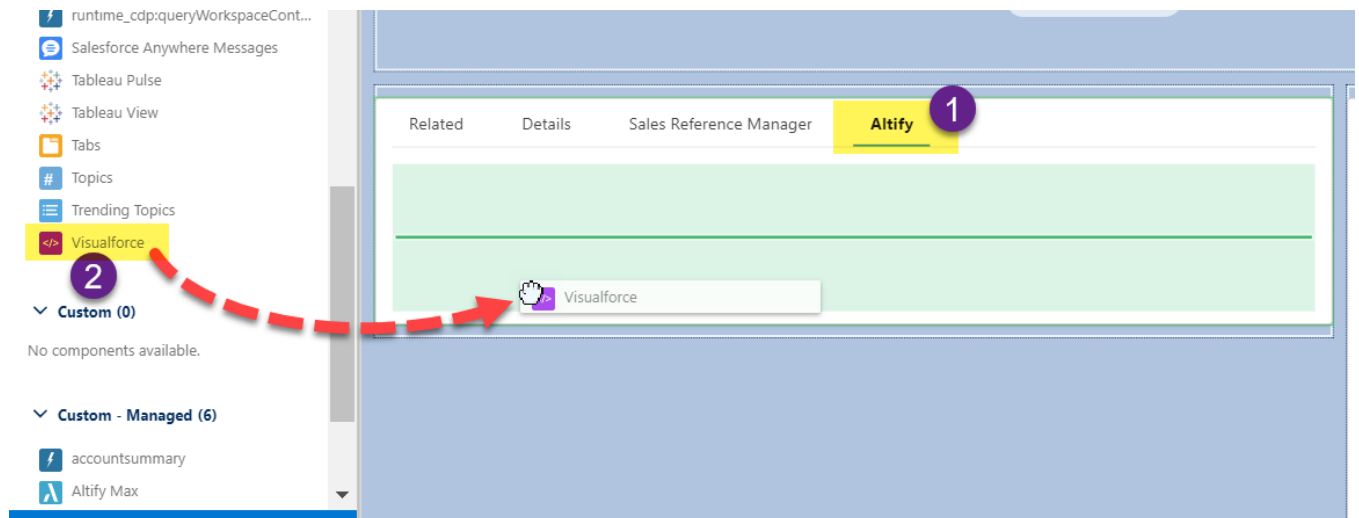 runtime_cdp:queryWorkspaceCont...
Salesforce Anywhere Messages
Tableau Pulse
Tableau View
Tabs
# Topics
Trending Topics
</> Visualforce
2
Custom (0)
No components available.
Custom - Managed (6)
accountsummary
Altify Max
Related Details Sales Reference Manager Altify 1
Visualforce